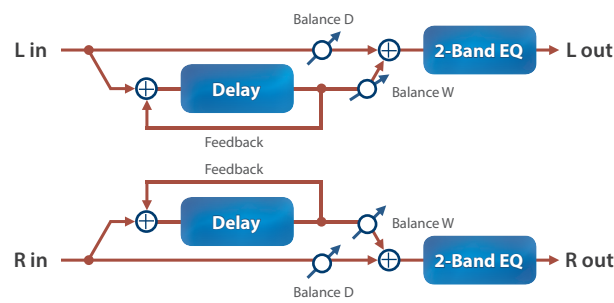 Balance D
L in
2-Band EQ
L out
Delay
Balance W
Feedback
Feedback
Delay
Balance W
R in
2-Band EQ
R out
Balance D